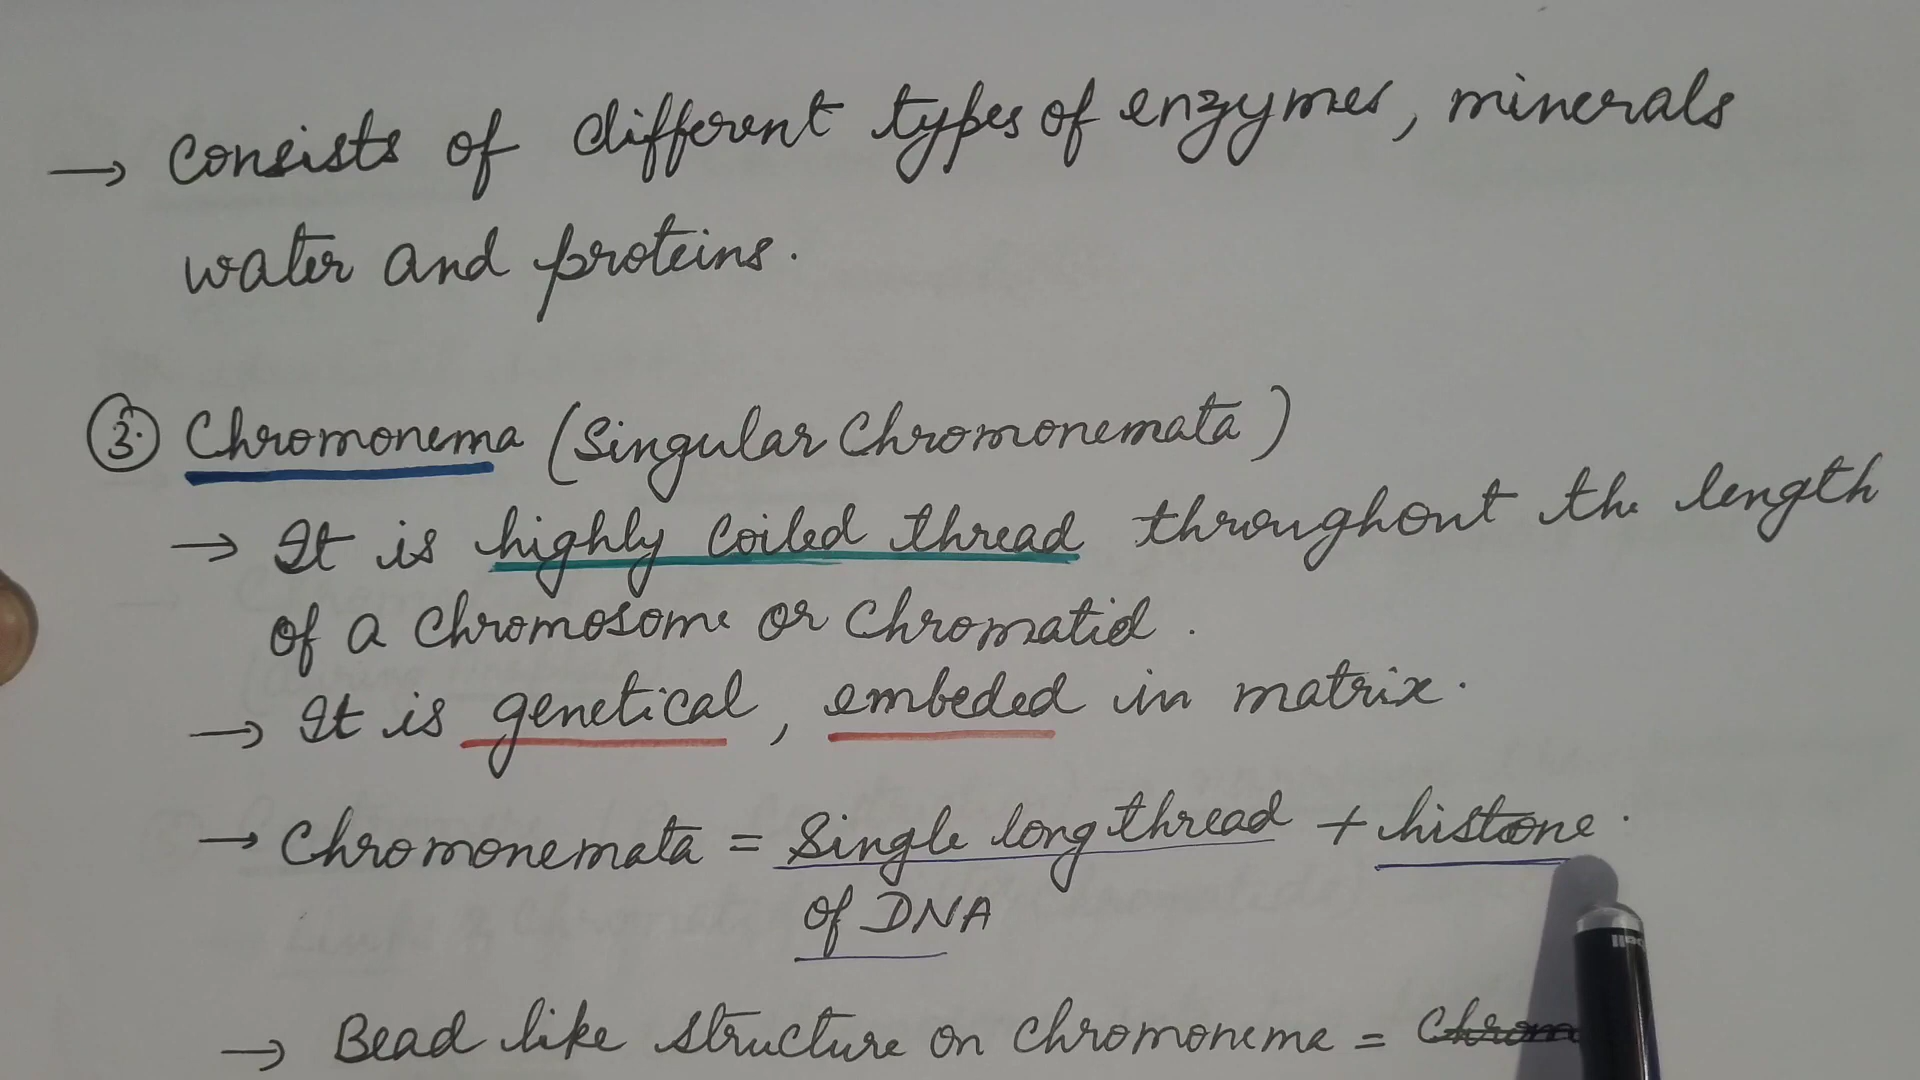 → Consists of different types of enzymes, minerals
water and proteins.
③ Chromonema (Singular Chromonemata)
→ It is highly coiled thread throughout the length
of a chromosome or chromatid.
→ It is genetical, embeded in matrix.
→ Chromonemata = Single long thread + histone.
of DNA
→ Bead like structure on chromonema = Chrom